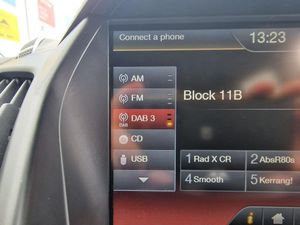 Connect a phone
13:23
AM
FM
DAB 3
DAB
Block 11B
CD
USB
1 Rad X CR
2 AbsR80s
4 Smooth
5 Kerrang!